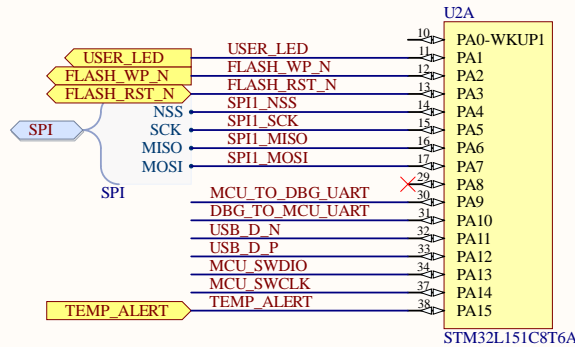 U2A
10 PA0-WKUP1
USER_LED USER_LED 11 PA1
FLASH_WP_N FLASH_WP_N 12 PA2
FLASH_RST_N FLASH_RST_N 13 PA3
NSS SPI1_NSS 14 PA4
SPI SCK SPI1_SCK 15 PA5
MISO SPI1_MISO 16 PA6
MOSI SPI1_MOSI 17 PA7
SPI 29 PA8
MCU_TO_DBG_UART 30 PA9
DBG_TO_MCU_UART 31 PA10
USB_D_N 32 PA11
USB_D_P 33 PA12
MCU_SWDIO 34 PA13
MCU_SWCLK 37 PA14
TEMP_ALERT TEMP_ALERT 38 PA15
STM32L151C8T6A